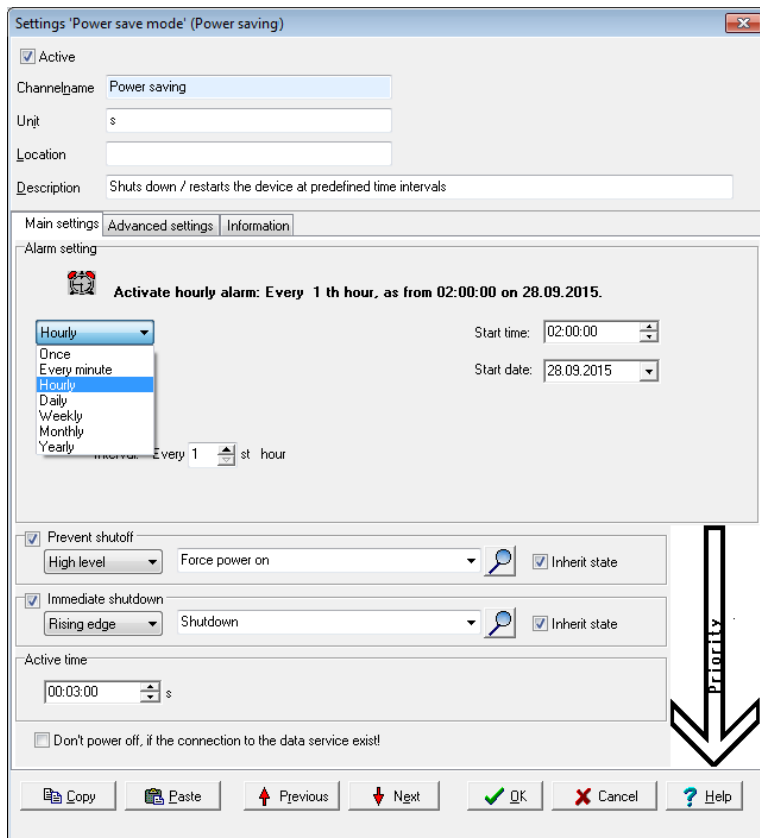 Settings 'Power save mode' (Power saving)
Active
Channelname Power saving
Unit s
Location
Description Shuts down / restarts the device at predefined time intervals
Main settings Advanced settings Information
Alarm setting
Activate hourly alarm: Every 1 th hour, as from 02:00:00 on 28.09.2015.
Hourly Start time: 02:00:00
Once
Every minute Start date: 28.09.2015
Hourly
Daily
Weekly
Monthly
Yearly
Every 1 st hour
Prevent shutoff
High level Force power on Inherit state
Immediate shutdown
Rising edge Shutdown Inherit state
Active time
00:03:00 s
Priority
Don't power off, if the connection to the data service exist!
Copy Paste Previous Next OK Cancel Help